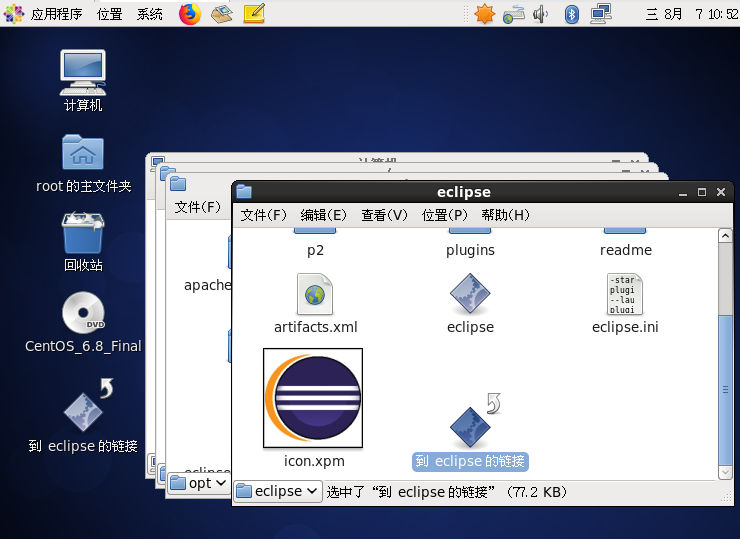 应用程序 位置 系统
三 8月 7 10:52
计算机
root 的主文件夹
回收站
DVD
CentOS_6.8_Final
到 eclipse 的链接
计算机
/
文件(F)
apache
eclipse
opt
eclipse
文件(F) 编辑(E) 查看(V) 位置(P) 帮助(H)
p2 plugins readme
-star
plugi
--lau
plugi
artifacts.xml eclipse eclipse.ini
icon.xpm 到 eclipse 的链接
eclipse 选中了“到 eclipse 的链接” (77.2 KB)